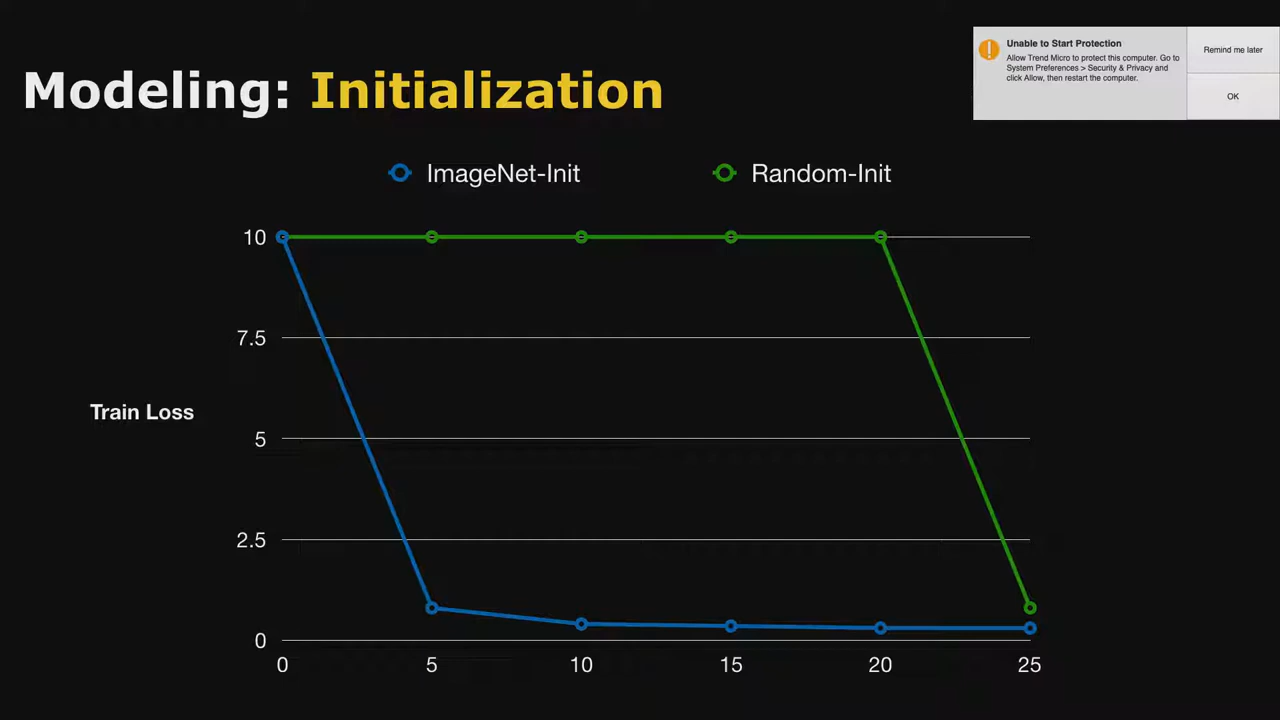 Unable to Start Protection
Allow Trend Micro to protect this computer. Go to
System Preferences > Security & Privacy and
click Allow, then restart the computer.
Remind me later
OK
Modeling: Initialization
ImageNet-Init
Random-Init
10
7.5
5
2.5
0
Train Loss
0 5 10 15 20 25